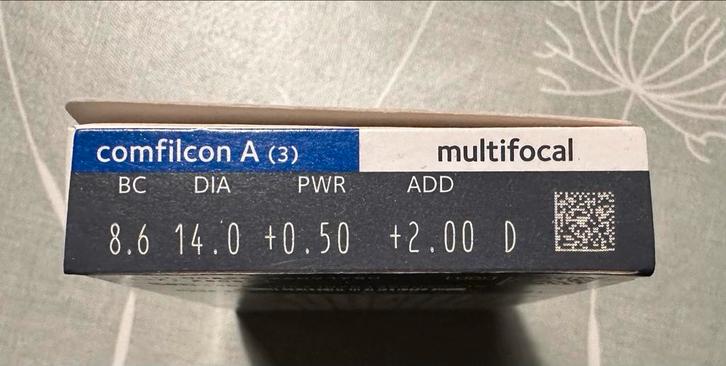 comfilcon A (3) multifocal
BC DIA PWR ADD
8.6 14.0 +0.50 +2.00 D